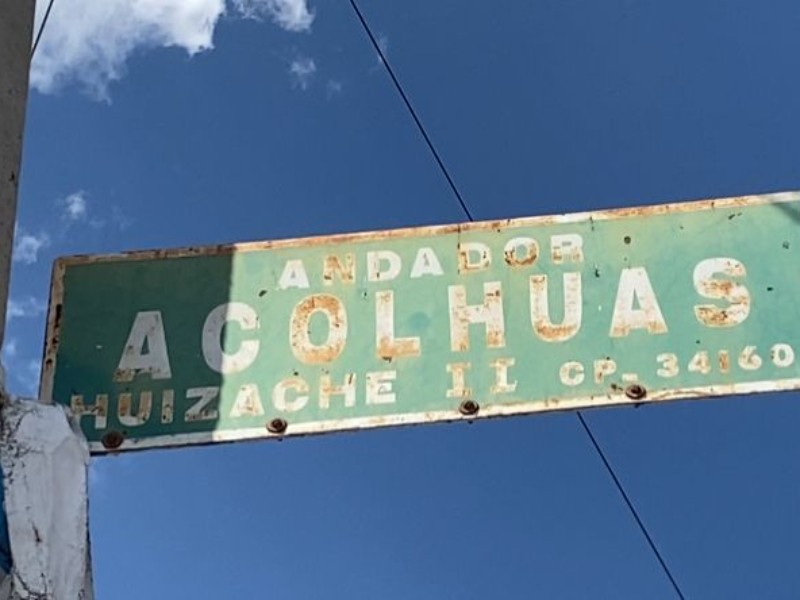 ANDADOR
ACOLHUAS
HUIZACHE II CP. 34160